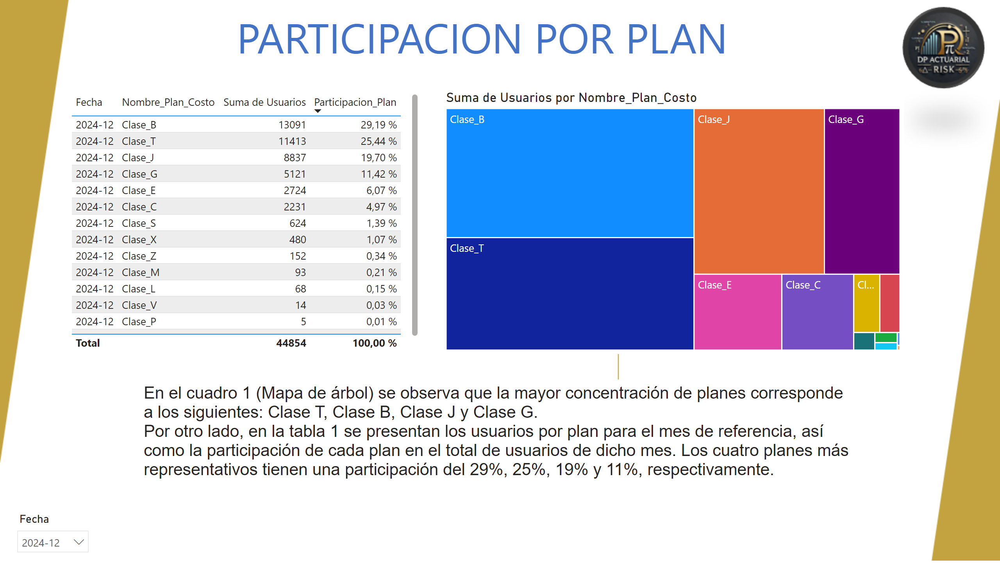 PARTICIPACION POR PLAN
DP ACTUARIAL
RISK
Fecha Nombre_Plan_Costo Suma de Usuarios Participacion_Plan
2024-12 Clase_B 13091 29,19 %
2024-12 Clase_T 11413 25,44 %
2024-12 Clase_J 8837 19,70 %
2024-12 Clase_G 5121 11,42 %
2024-12 Clase_E 2724 6,07 %
2024-12 Clase_C 2231 4,97 %
2024-12 Clase_S 624 1,39 %
2024-12 Clase_X 480 1,07 %
2024-12 Clase_Z 152 0,34 %
2024-12 Clase_M 93 0,21 %
2024-12 Clase_L 68 0,15 %
2024-12 Clase_V 14 0,03 %
2024-12 Clase_P 5 0,01 %
Total 44854 100,00 %
Suma de Usuarios por Nombre_Plan_Costo
Clase_B
Clase_J
Clase_G
Clase_T
Clase_E
Clase_C
Cl...
En el cuadro 1 (Mapa de árbol) se observa que la mayor concentración de planes corresponde
a los siguientes: Clase T, Clase B, Clase J y Clase G.
Por otro lado, en la tabla 1 se presentan los usuarios por plan para el mes de referencia, así
como la participación de cada plan en el total de usuarios de dicho mes. Los cuatro planes más
representativos tienen una participación del 29%, 25%, 19% y 11%, respectivamente.
Fecha
2024-12